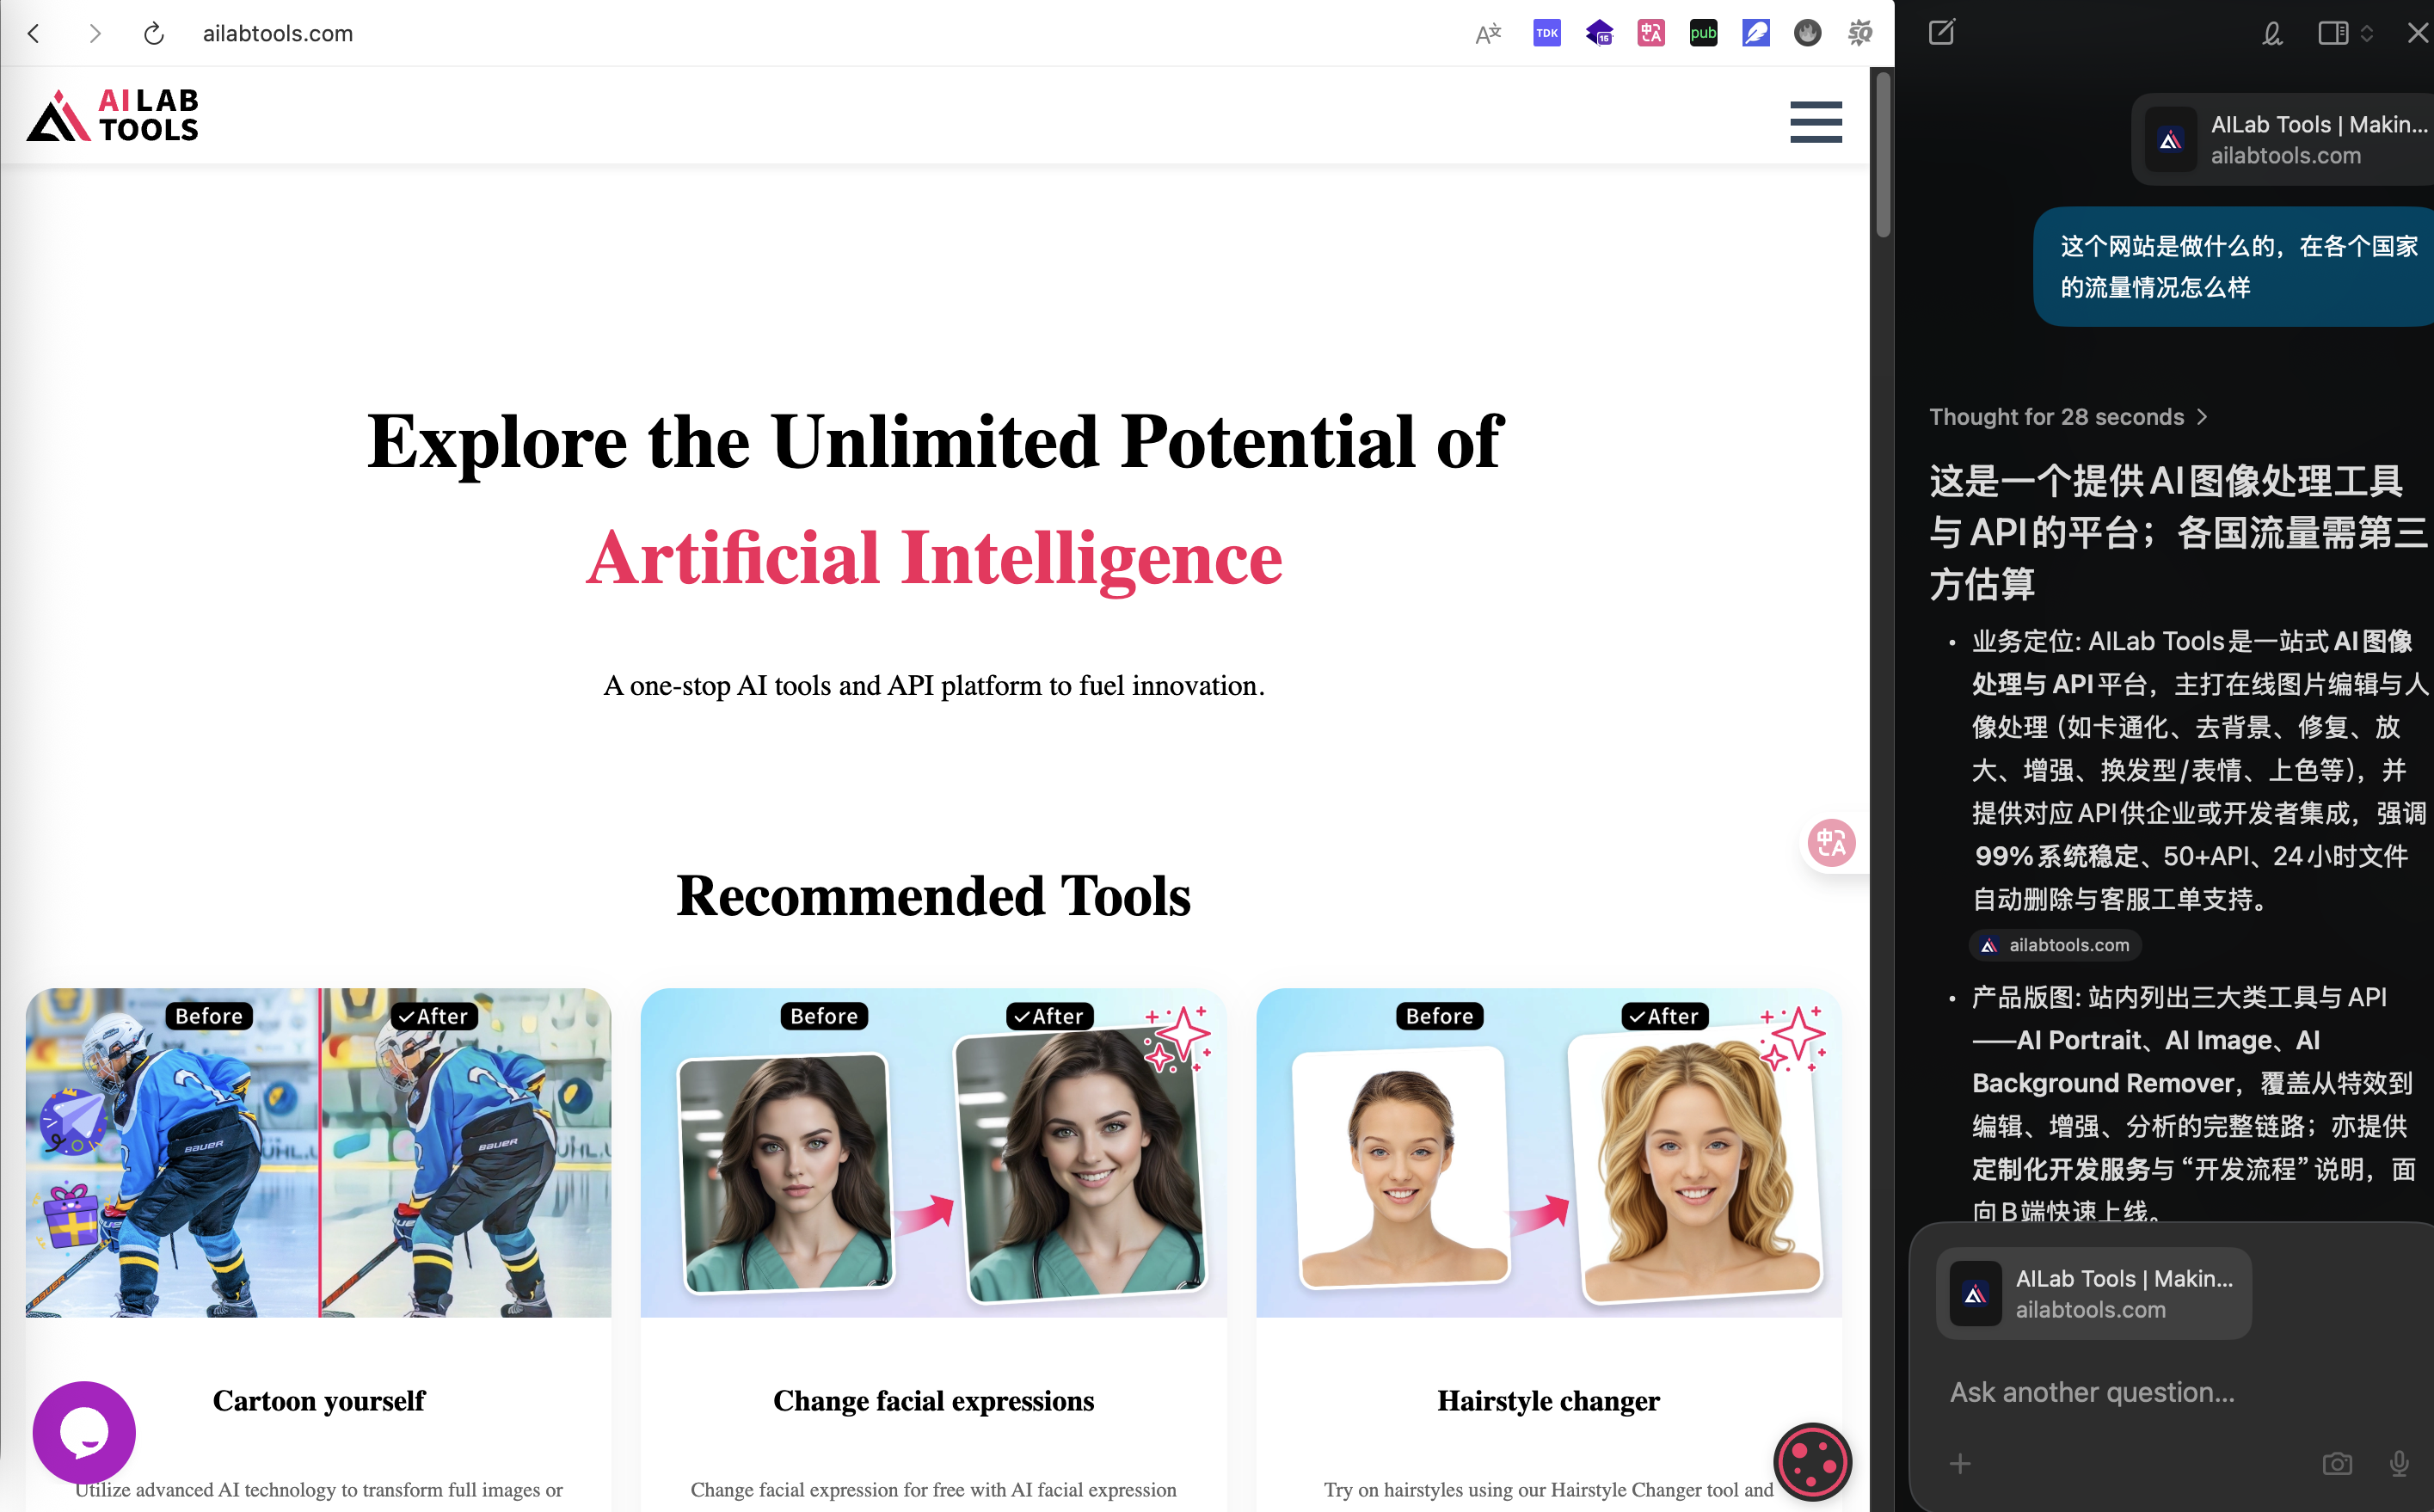 ailabtools.com
TDK
15
pub
AI LAB
TOOLS
Explore the Unlimited Potential of
Artificial Intelligence
A one-stop AI tools and API platform to fuel innovation.
Recommended Tools
Before
✓After
BAUER
BAUER
Before
✓After
Before
✓After
Cartoon yourself
Change facial expressions
Hairstyle changer
Utilize advanced AI technology to transform full images or
Change facial expression for free with AI facial expression
Try on hairstyles using our Hairstyle Changer tool and
AILab Tools | Makin...
ailabtools.com
这个网站是做什么的，在各个国家
的流量情况怎么样
Thought for 28 seconds
这是一个提供AI图像处理工具
与API的平台；各国流量需第三
方估算
• 业务定位: AILab Tools是一站式AI图像
处理与API平台，主打在线图片编辑与人
像处理（如卡通化、去背景、修复、放
大、增强、换发型/表情、上色等），并
提供对应API供企业或开发者集成，强调
99%系统稳定、50+API、24小时文件
自动删除与客服工单支持。
ailabtools.com
• 产品版图: 站内列出三大类工具与API
——AI Portrait、AI Image、AI
Background Remover，覆盖从特效到
编辑、增强、分析的完整链路；亦提供
定制化开发服务与“开发流程”说明，面
向B端快速上线。
AILab Tools | Makin...
ailabtools.com
Ask another question...